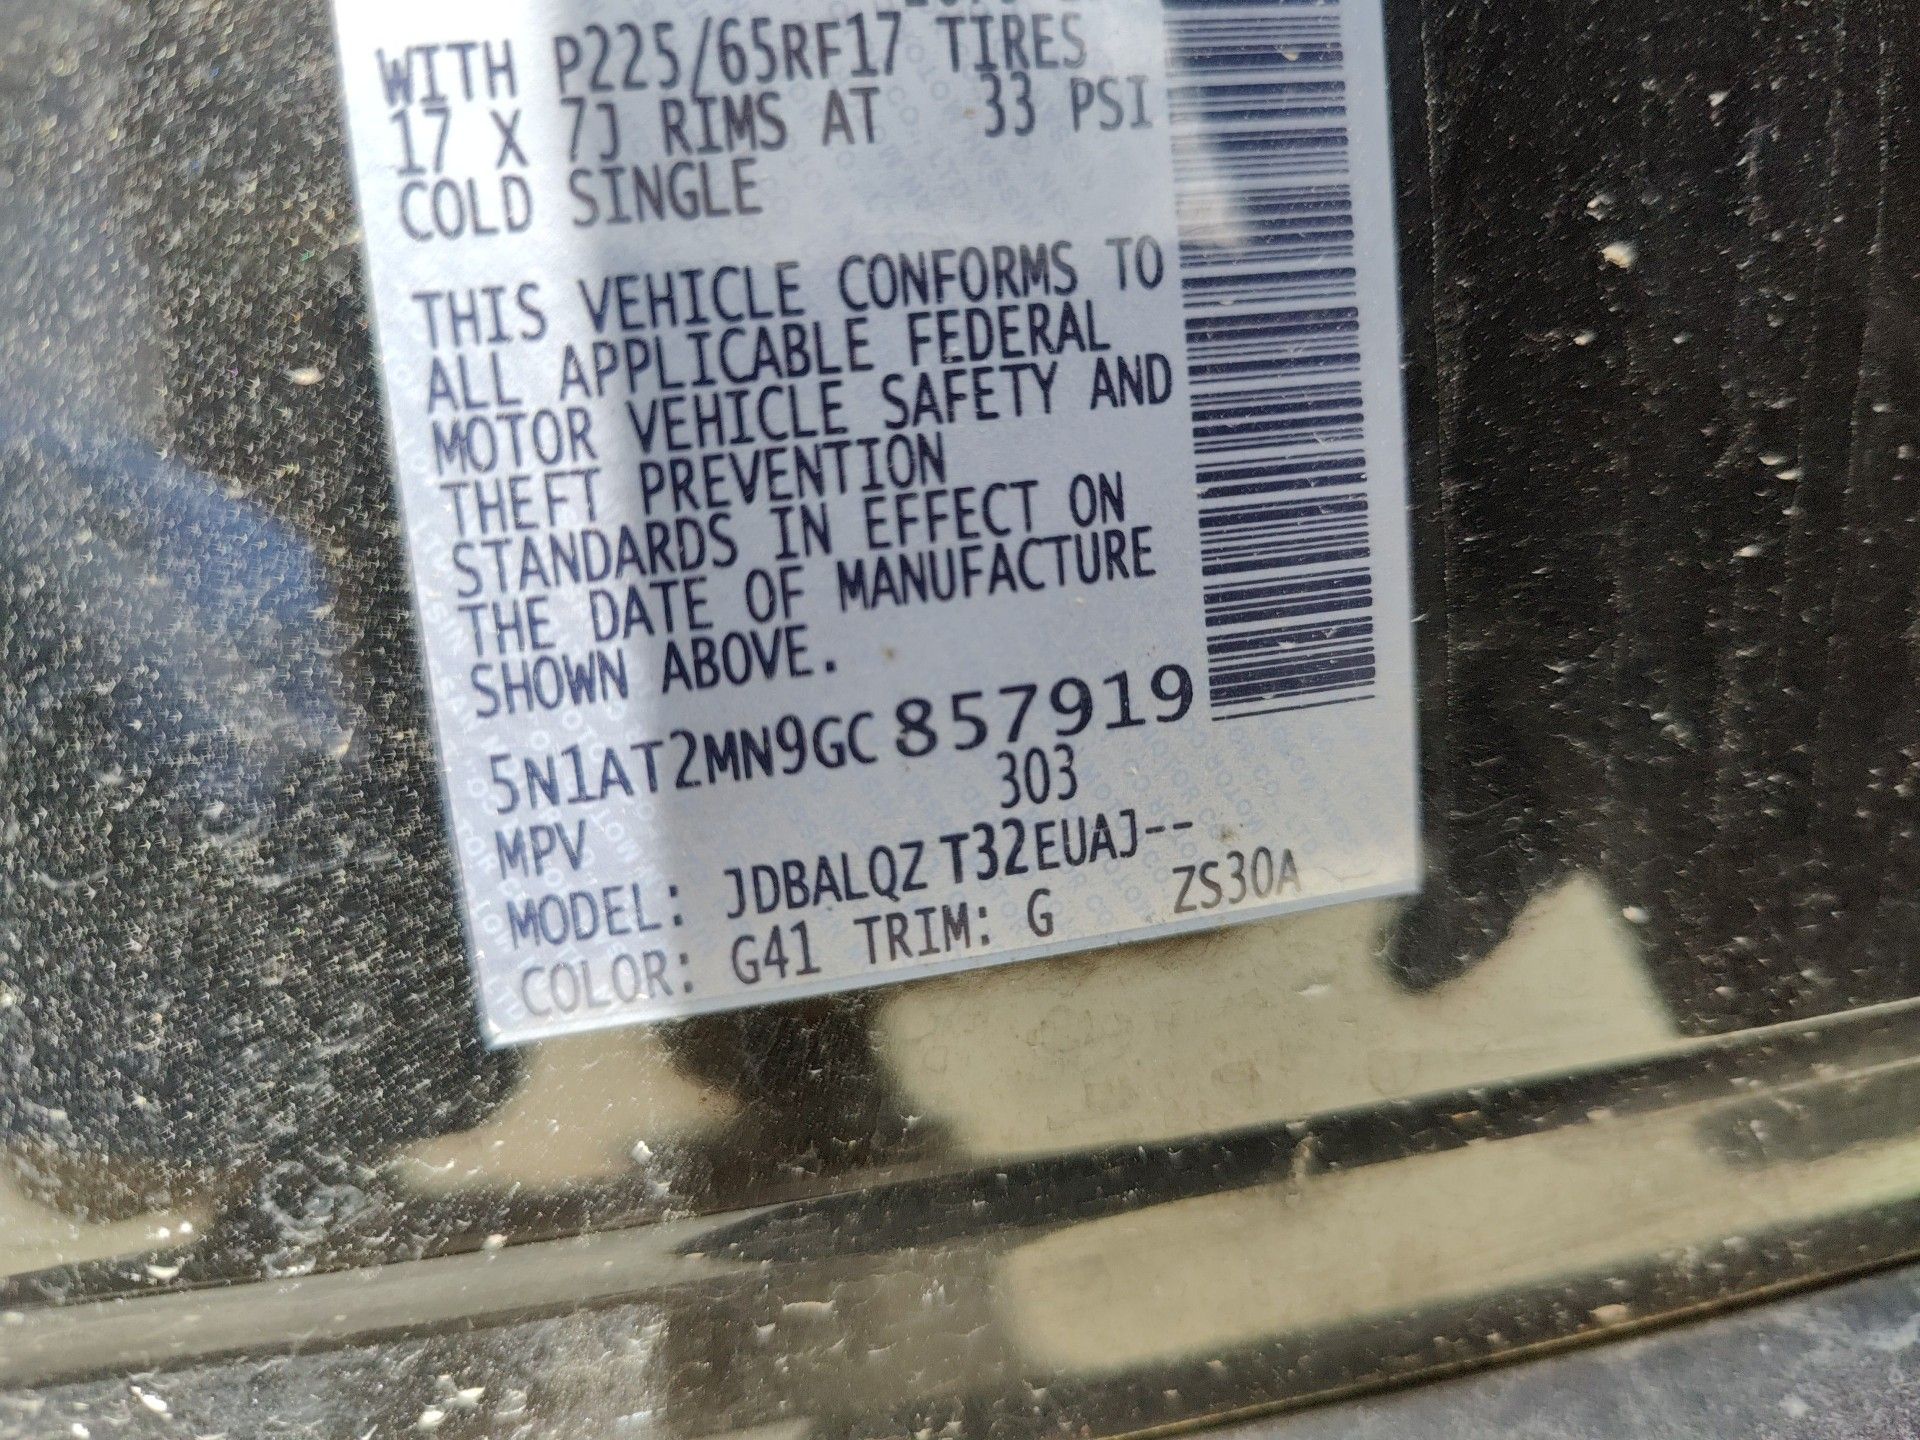 WITH P225/65RF17 TIRES
17 X 7J RIMS AT 33 PSI
COLD SINGLE
THIS VEHICLE CONFORMS TO
ALL APPLICABLE FEDERAL
MOTOR VEHICLE SAFETY AND
THEFT PREVENTION
STANDARDS IN EFFECT ON
THE DATE OF MANUFACTURE
SHOWN ABOVE.
5N1AT2MN9GC857919
303
MPV
MODEL: JDBALQZ T32EUAJ--
COLOR: G41 TRIM: G ZS30A